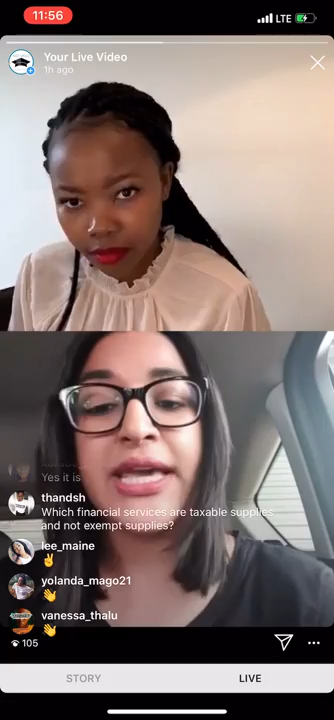 11:56
LTE
Your Live Video
1h ago
Yes it is
thandsh
Which financial services are taxable supplies
and not exempt supplies?
lee_maine
✌
yolanda_mago21
👋
vanessa_thalu
👋
105
STORY
LIVE